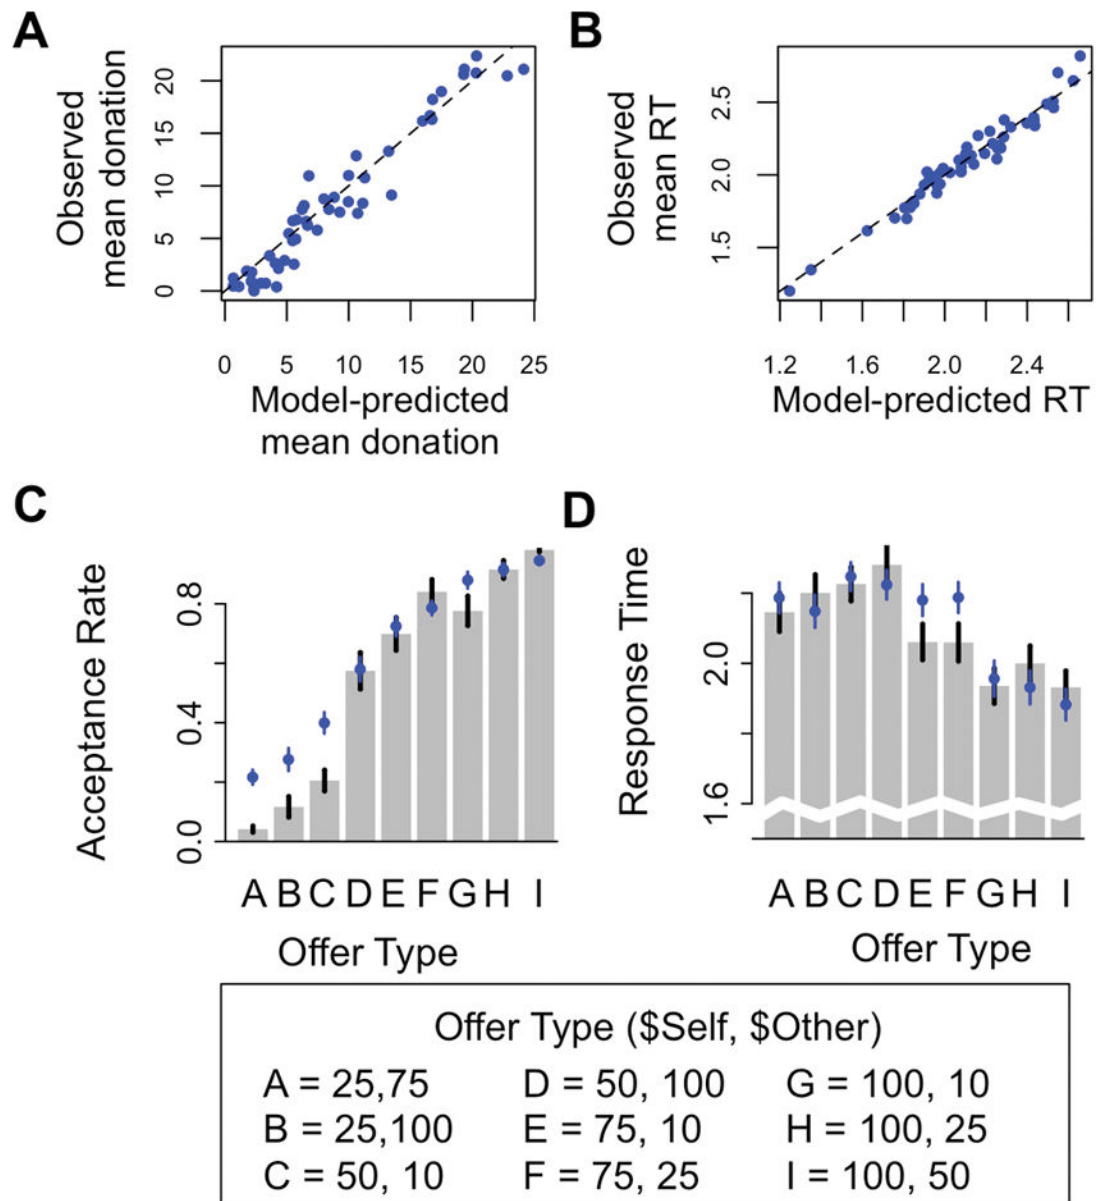 A
Observed
mean donation
20
15
10
5
0
0 5 10 15 20 25
Model-predicted
mean donation
B
Observed
mean RT
2.5
2.0
1.5
1.2 1.6 2.0 2.4
Model-predicted RT
C
Acceptance Rate
0.8
0.4
0.0
A B C D E F G H I
Offer Type
D
Response Time
2.0
1.6
A B C D E F G H I
Offer Type
Offer Type ($Self, $Other)
A = 25,75 D = 50, 100 G = 100, 10
B = 25,100 E = 75, 10 H = 100, 25
C = 50, 10 F = 75, 25 I = 100, 50